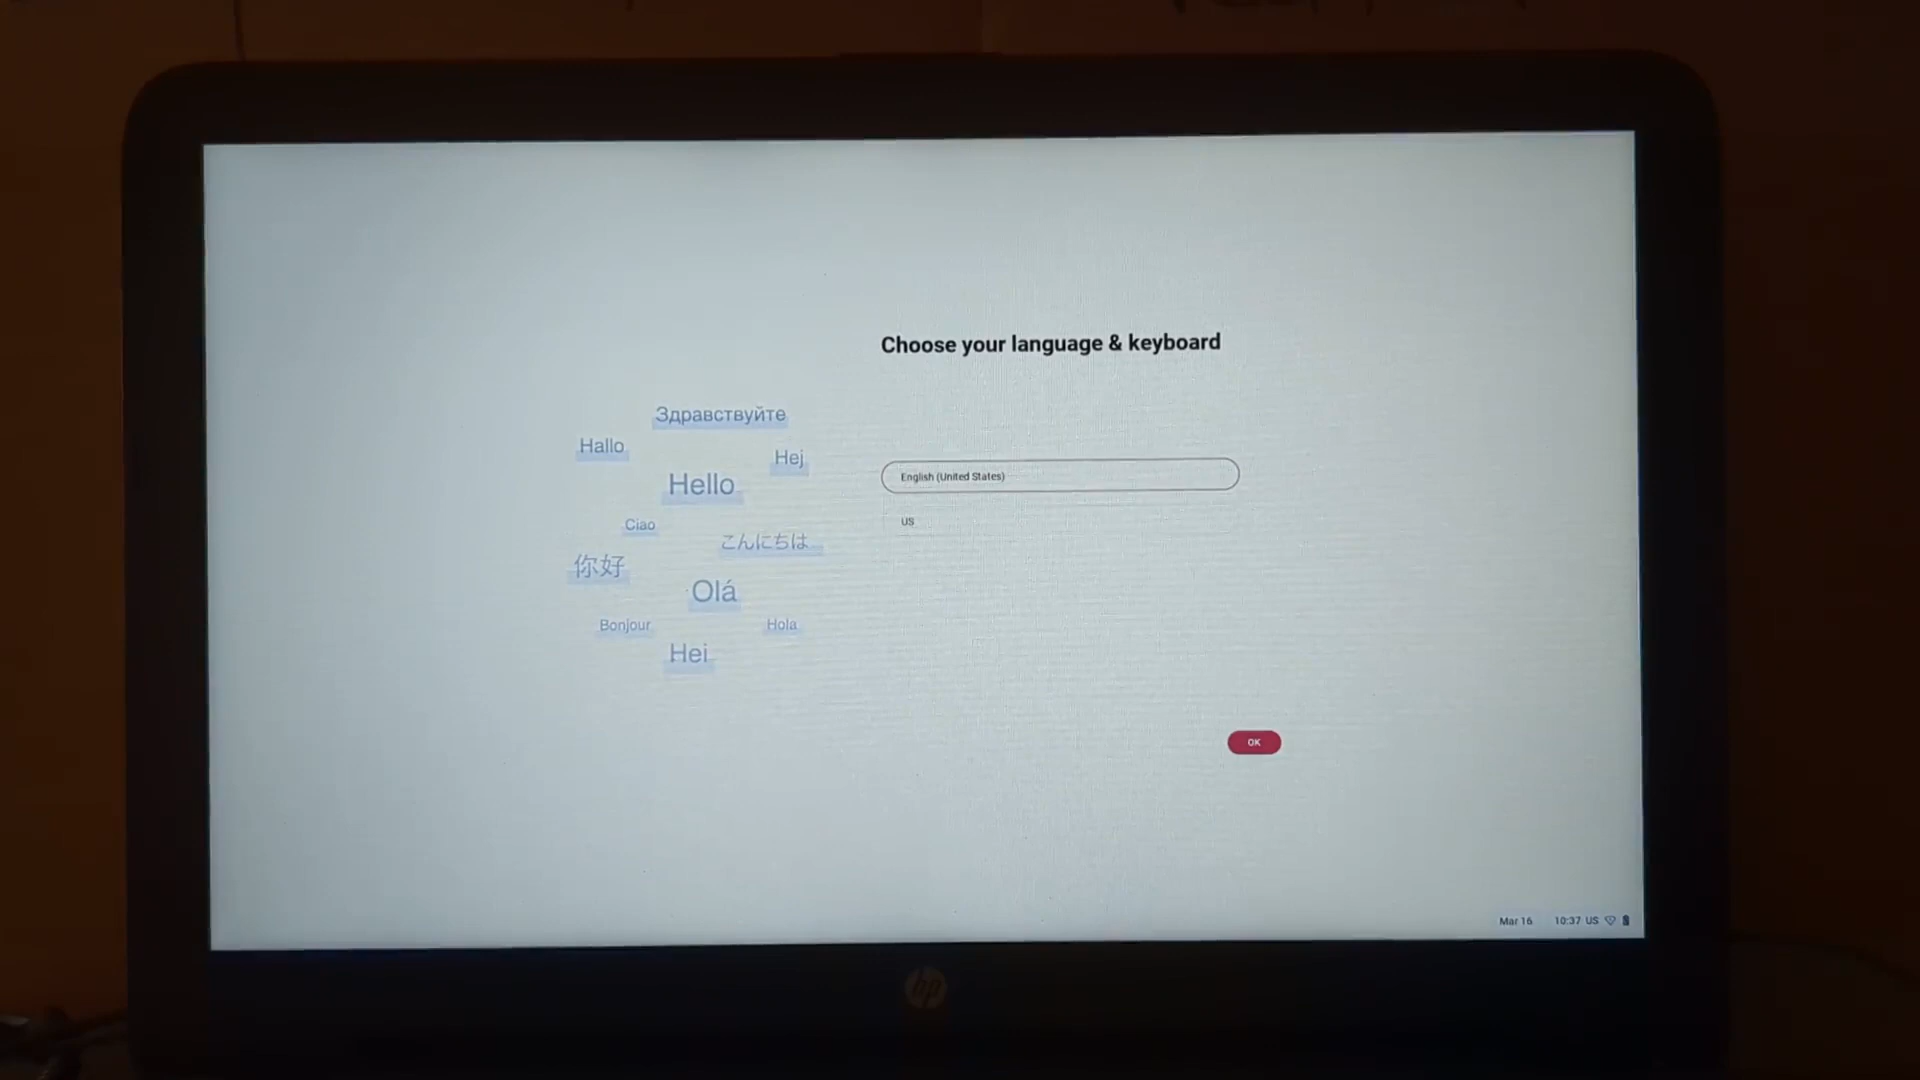 Choose your language & keyboard
Здравствуйте
Hallo
Hej
Hello
Ciao
こんにちは
你好
Olá
Bonjour
Hola
Hei
English (United States)
US
OK
Mar 16 10:37 US
hp